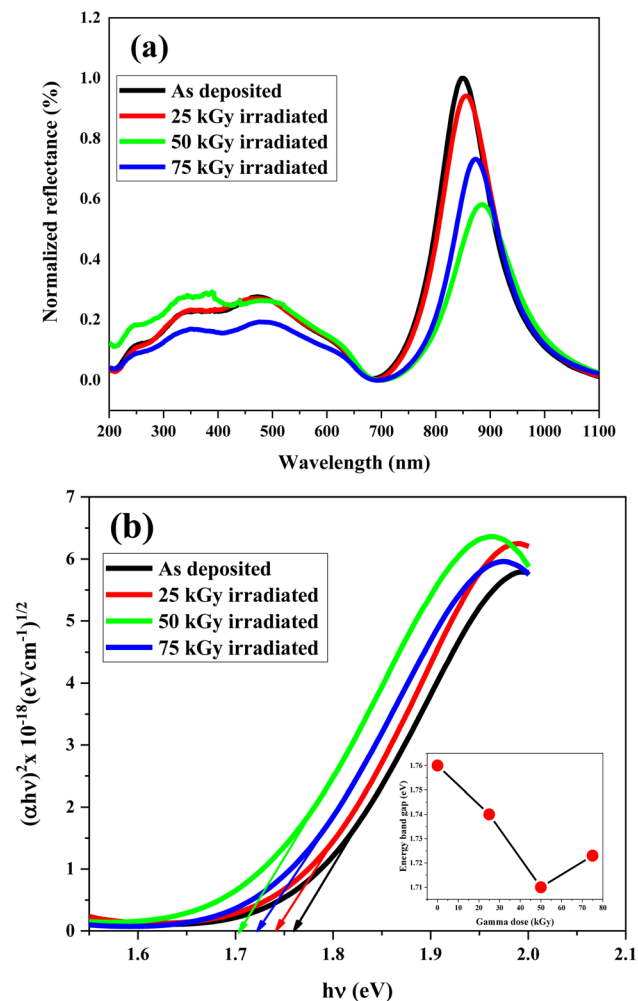 (a)
1.2
1.0
0.8
0.6
0.4
0.2
0.0
Normalized reflectance (%)
As deposited
25 kGy irradiated
50 kGy irradiated
75 kGy irradiated
200 300 400 500 600 700 800 900 1000 1100
Wavelength (nm)
(b)
7
6
5
4
3
2
1
0
(αhν)²x 10⁻¹⁸(eVcm⁻¹)¹/²
As deposited
25 kGy irradiated
50 kGy irradiated
75 kGy irradiated
1.76
1.75
1.74
1.73
1.72
1.71
Energy band gap (eV)
0 10 20 30 40 50 60 70 80
Gamma dose (kGy)
1.6 1.7 1.8 1.9 2.0 2.1
hν (eV)